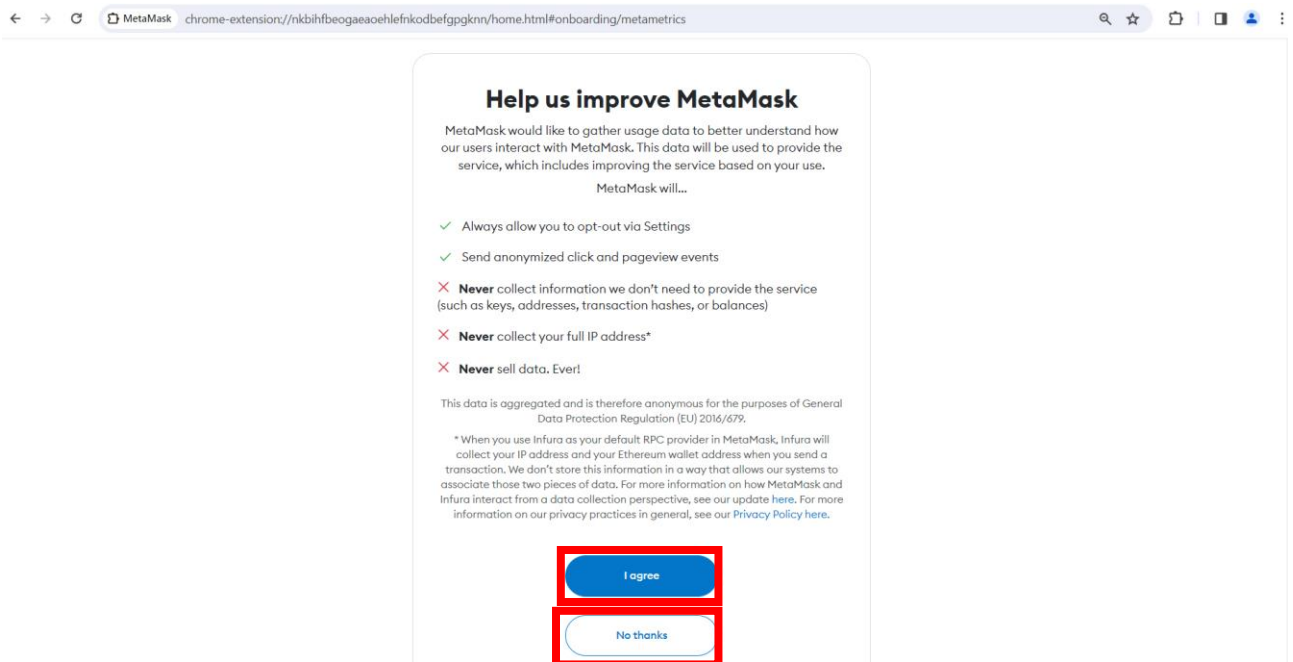 MetaMask chrome-extension://nkbihfbeogaeaoehlefnkodbefgpgknn/home.html#onboarding/metametrics
Help us improve MetaMask
MetaMask would like to gather usage data to better understand how
our users interact with MetaMask. This data will be used to provide the
service, which includes improving the service based on your use.
MetaMask will...
Always allow you to opt-out via Settings
Send anonymized click and pageview events
Never collect information we don't need to provide the service
(such as keys, addresses, transaction hashes, or balances)
Never collect your full IP address*
Never sell data. Ever!
This data is aggregated and is therefore anonymous for the purposes of General
Data Protection Regulation (EU) 2016/679.
* When you use Infura as your default RPC provider in MetaMask, Infura will
collect your IP address and your Ethereum wallet address when you send a
transaction. We don't store this information in a way that allows our systems to
associate those two pieces of data. For more information on how MetaMask and
Infura interact from a data collection perspective, see our update here. For more
information on our privacy practices in general, see our Privacy Policy here.
I agree
No thanks